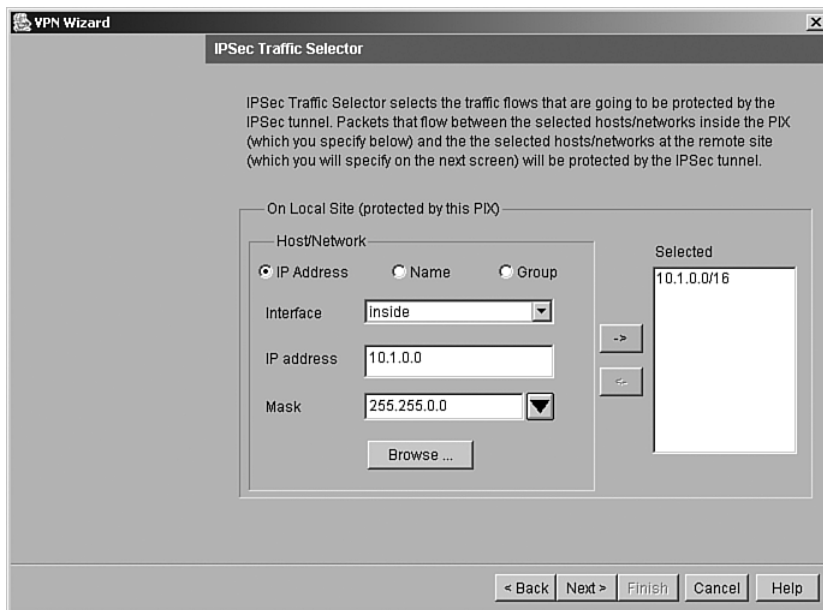 VPN Wizard
IPSec Traffic Selector
IPSec Traffic Selector selects the traffic flows that are going to be protected by the
IPSec tunnel. Packets that flow between the selected hosts/networks inside the PIX
(which you specify below) and the the selected hosts/networks at the remote site
(which you will specify on the next screen) will be protected by the IPSec tunnel.
On Local Site (protected by this PIX)
Host/Network
IP Address Name Group
Interface inside
IP address 10.1.0.0
Mask 255.255.0.0
Browse ...
->
<-
Selected
10.1.0.0/16
< Back Next > Finish Cancel Help